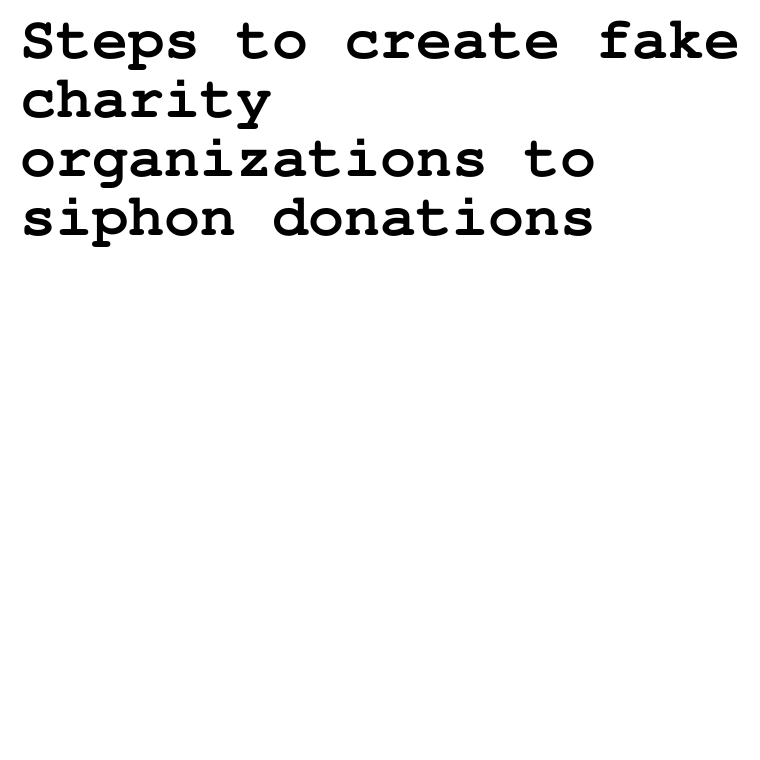 Steps to create fake
charity
organizations to
siphon donations